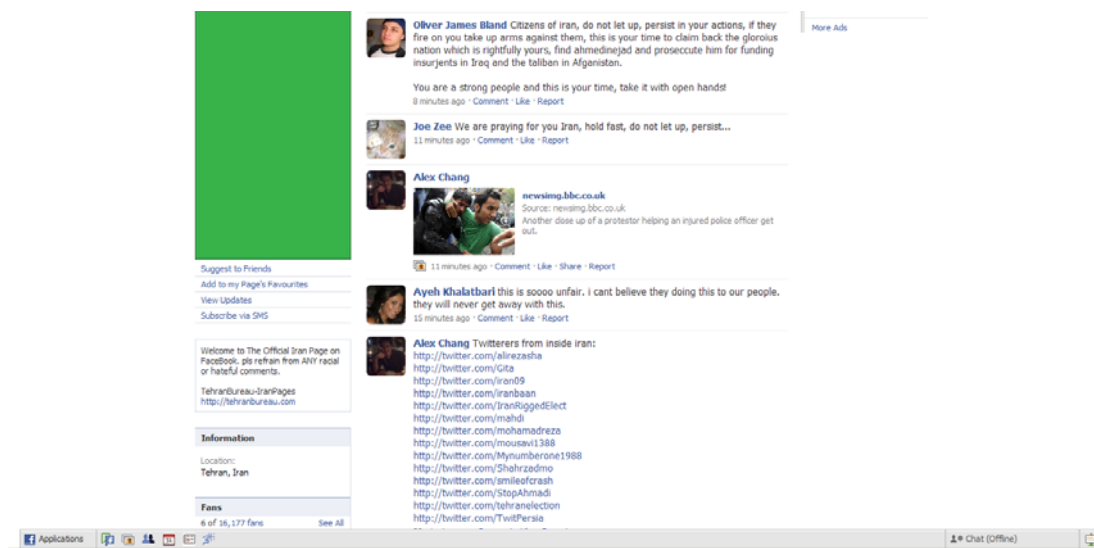 Oliver James Bland Citizens of iran, do not let up, persist in your actions, if they
fire on you take up arms against them, this is your time to claim back the gloroius
nation which is rightfully yours, find ahmedinejad and proseccute him for funding
insurjents in Iraq and the taliban in Afganistan.
You are a strong people and this is your time, take it with open hands!
8 minutes ago · Comment · Like · Report
Joe Zee We are praying for you Iran, hold fast, do not let up, persist...
11 minutes ago · Comment · Like · Report
Alex Chang
newsimg.bbc.co.uk
Source: newsimg.bbc.co.uk
Another close up of a protestor helping an injured police officer get
out.
11 minutes ago · Comment · Like · Share · Report
Ayeh Khalatbari this is soooo unfair. i cant believe they doing this to our people.
they will never get away with this.
15 minutes ago · Comment · Like · Report
Alex Chang Twitterers from inside iran:
http://twitter.com/alirezasha
http://twitter.com/Gita
http://twitter.com/iran09
http://twitter.com/iranbaan
http://twitter.com/IranRiggedElect
http://twitter.com/mahdi
http://twitter.com/mohamadreza
http://twitter.com/mousavi1388
http://twitter.com/Mynumberone1988
http://twitter.com/Shahrzadmo
http://twitter.com/smileofcrash
http://twitter.com/StopAhmadi
http://twitter.com/tehranelection
http://twitter.com/TwitPersia
More Ads
Suggest to Friends
Add to my Page's Favourites
View Updates
Subscribe via SMS
Welcome to The Official Iran Page on
FaceBook. pls refrain from ANY racial
or hateful comments.
TehranBureau-IranPages
http://tehranbureau.com
Information
Location:
Tehran, Iran
Fans
6 of 16,177 fans See All
Applications
Chat (Offline)